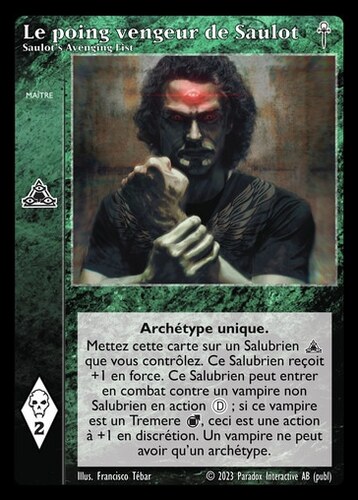 Le poing vengeur de Saulot
Saulot's Avenging Fist
MAÎTRE
Archétype unique.
Mettez cette carte sur un Salubrien
que vous contrôlez. Ce Salubrien reçoit
+1 en force. Ce Salubrien peut entrer
en combat contre un vampire non
Salubrien en action Ⓓ ; si ce vampire
est un Tremere , ceci est une action
à +1 en discrétion. Un vampire ne peut
avoir qu'un archétype.
2
Illus. Francisco Tébar
© 2023 Paradox Interactive AB (publ)